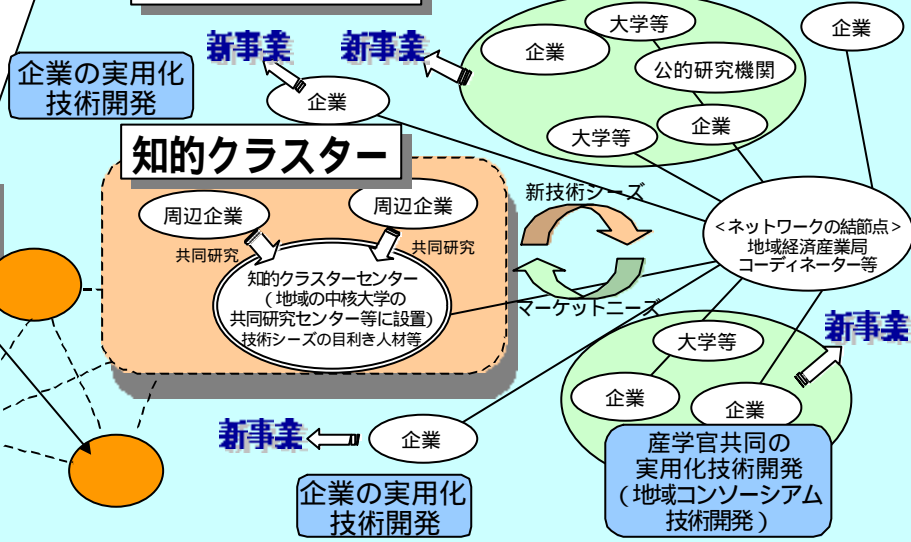 大学等
企業
新事業
新事業
企業
公的研究機関
企業の実用化
技術開発
企業
大学等
企業
知的クラスター
新技術シーズ
周辺企業
周辺企業
共同研究
共同研究
<ネットワークの結節点>
地域経済産業局
コーディネーター等
知的クラスターセンター
(地域の中核大学の
共同研究センター等に設置)
技術シーズの目利き人材等
マーケットニーズ
新事業
大学等
企業
企業
新事業
企業
産学官共同の
実用化技術開発
(地域コンソーシアム
技術開発)
企業の実用化
技術開発